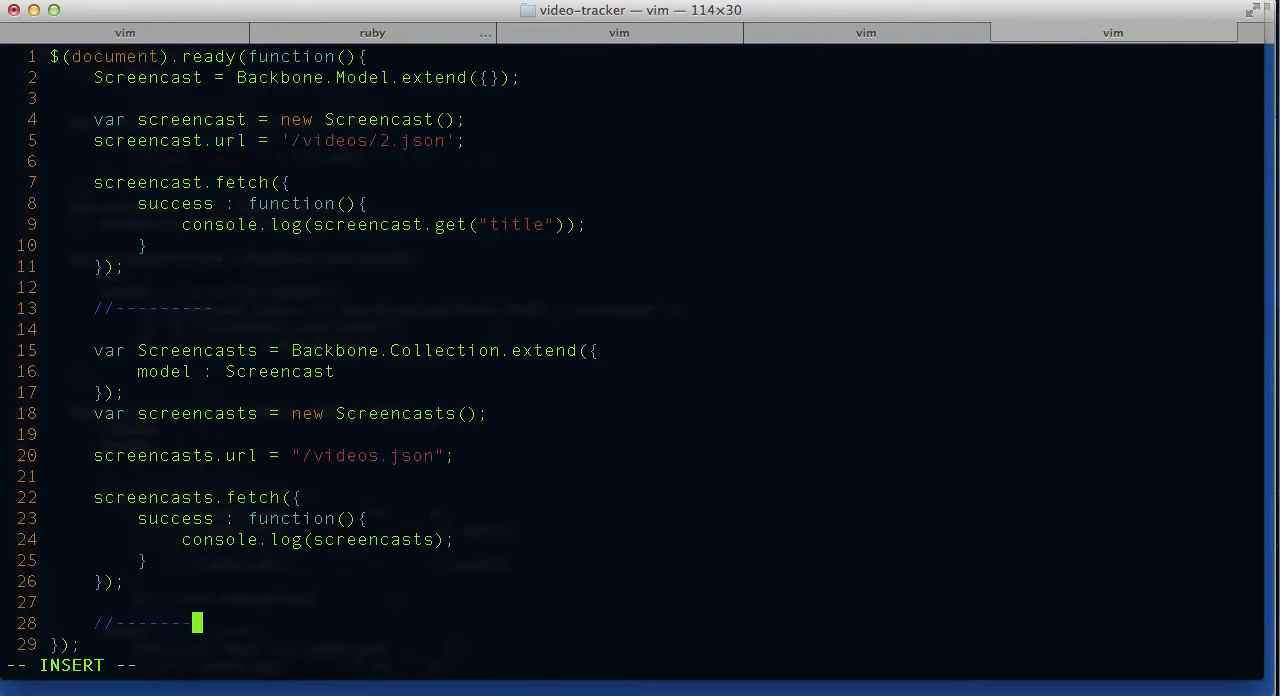 video-tracker — vim — 114×30
vim ruby ... vim vim vim
1 $(document).ready(function(){
2     Screencast = Backbone.Model.extend({});
3
4     var screencast = new Screencast();
5     screencast.url = '/videos/2.json';
6
7     screencast.fetch({
8         success : function(){
9             console.log(screencast.get("title"));
10         }
11     });
12
13     //---------
14
15     var Screencasts = Backbone.Collection.extend({
16         model : Screencast
17     });
18     var screencasts = new Screencasts();
19
20     screencasts.url = "/videos.json";
21
22     screencasts.fetch({
23         success : function(){
24             console.log(screencasts);
25         }
26     });
27
28     //-------
29 });
-- INSERT --